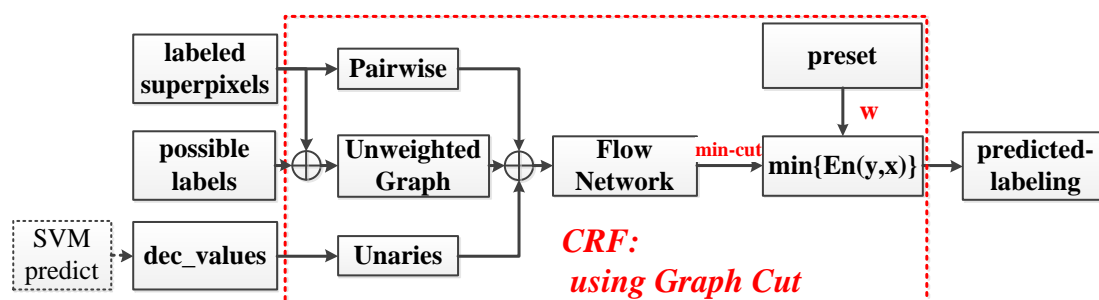 labeled
superpixels
Pairwise
preset
w
possible
labels
Unweighted
Graph
Flow
Network
min-cut
min{En(y,x)}
predicted-
labeling
SVM
predict
dec_values
Unaries
CRF:
using Graph Cut